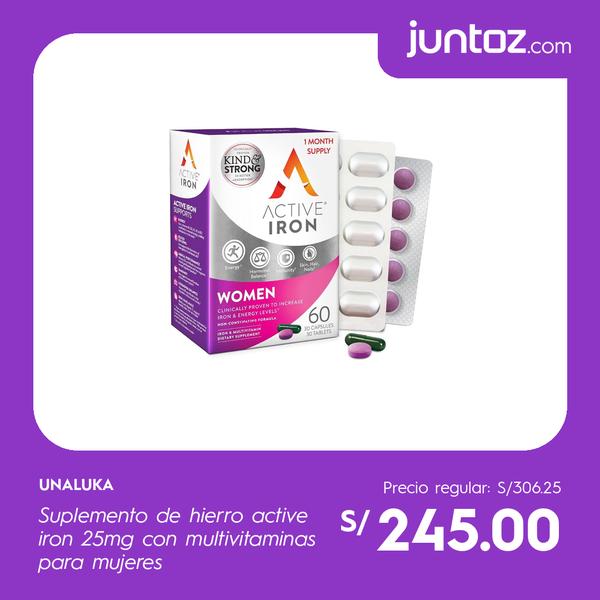 juntoz.com
1 MONTH
SUPPLY
KIND &
STRONG
ACTIVE
IRON
ACTIVE®
IRON
ACTIVE IRON
SUPPORTS
Energy
Hormonal
Balance
Immunity
Skin, Hair,
Nails
WOMEN
CLINICALLY PROVEN TO INCREASE
IRON & ENERGY LEVELS
NON-CONSTIPATING FORMULA
IRON & MULTIVITAMIN
DIETARY SUPPLEMENT
60
30 CAPSULES
30 TABLETS
UNALUKA
Suplemento de hierro active
iron 25mg con multivitaminas
para mujeres
Precio regular: S/306.25
S/ 245.00